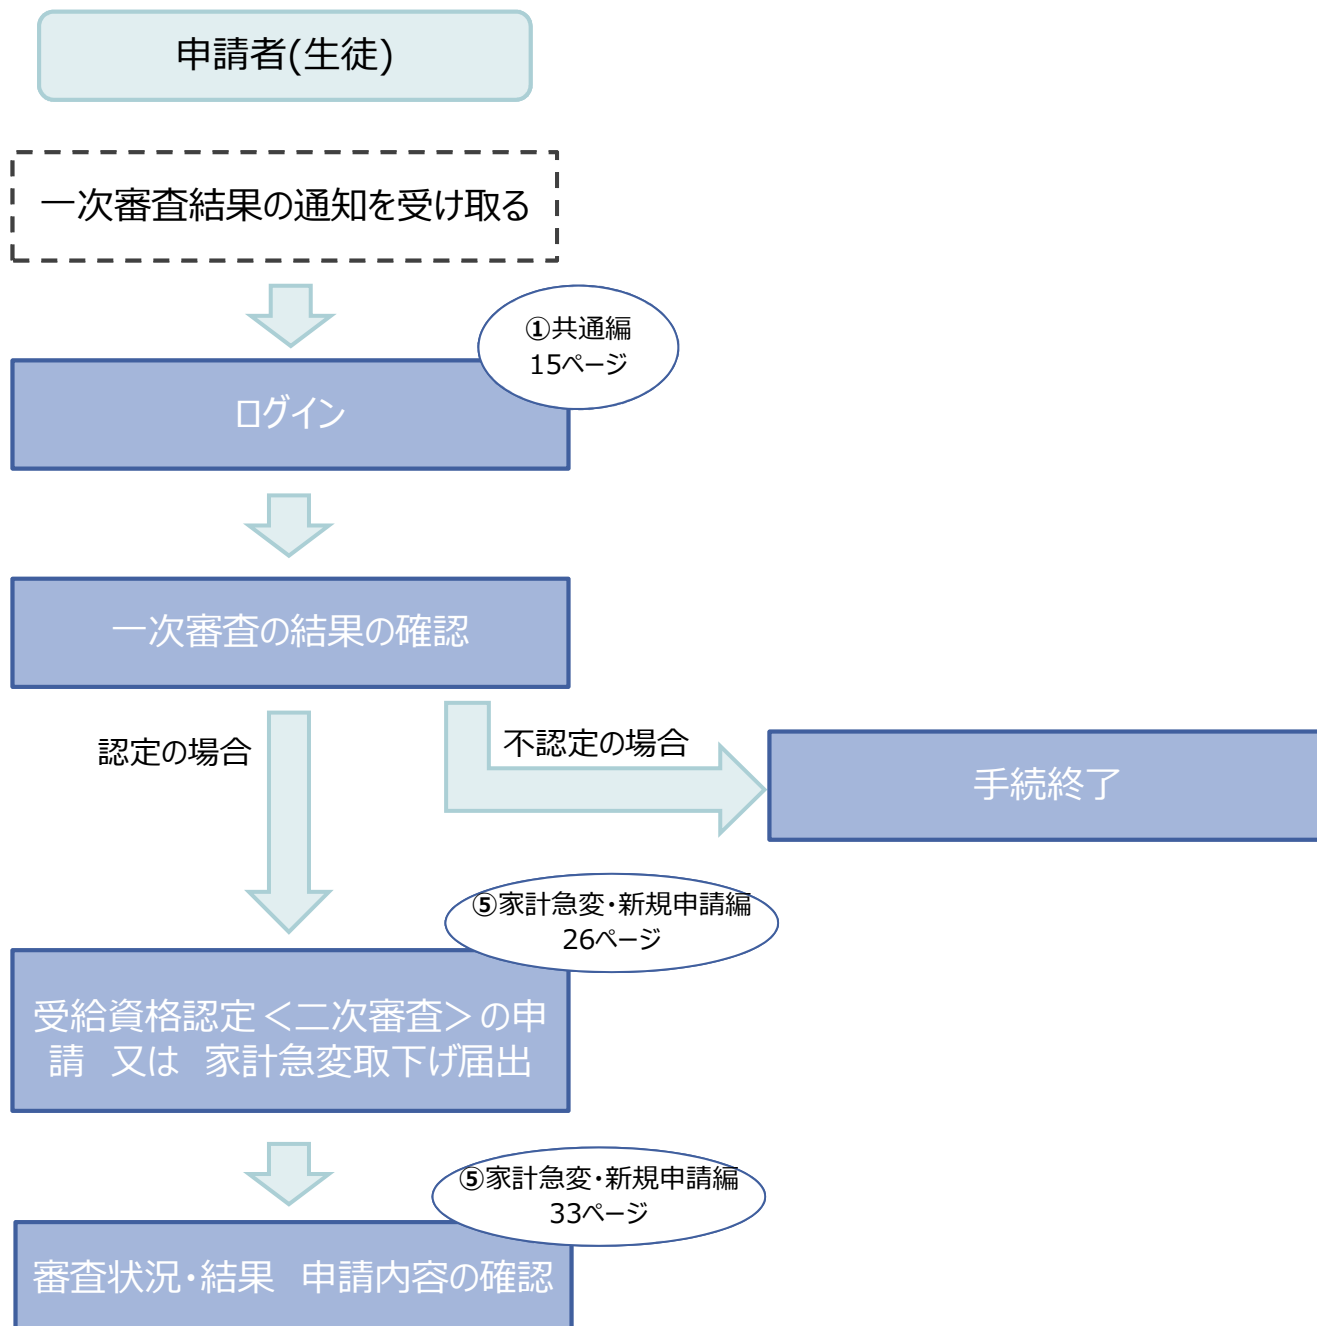 申請者(生徒)
一次審査結果の通知を受け取る
①共通編
15ページ
ログイン
一次審査の結果の確認
認定の場合
不認定の場合
手続終了
⑤家計急変・新規申請編
26ページ
受給資格認定＜二次審査＞の申
請　又は　家計急変取下げ届出
⑤家計急変・新規申請編
33ページ
審査状況・結果　申請内容の確認